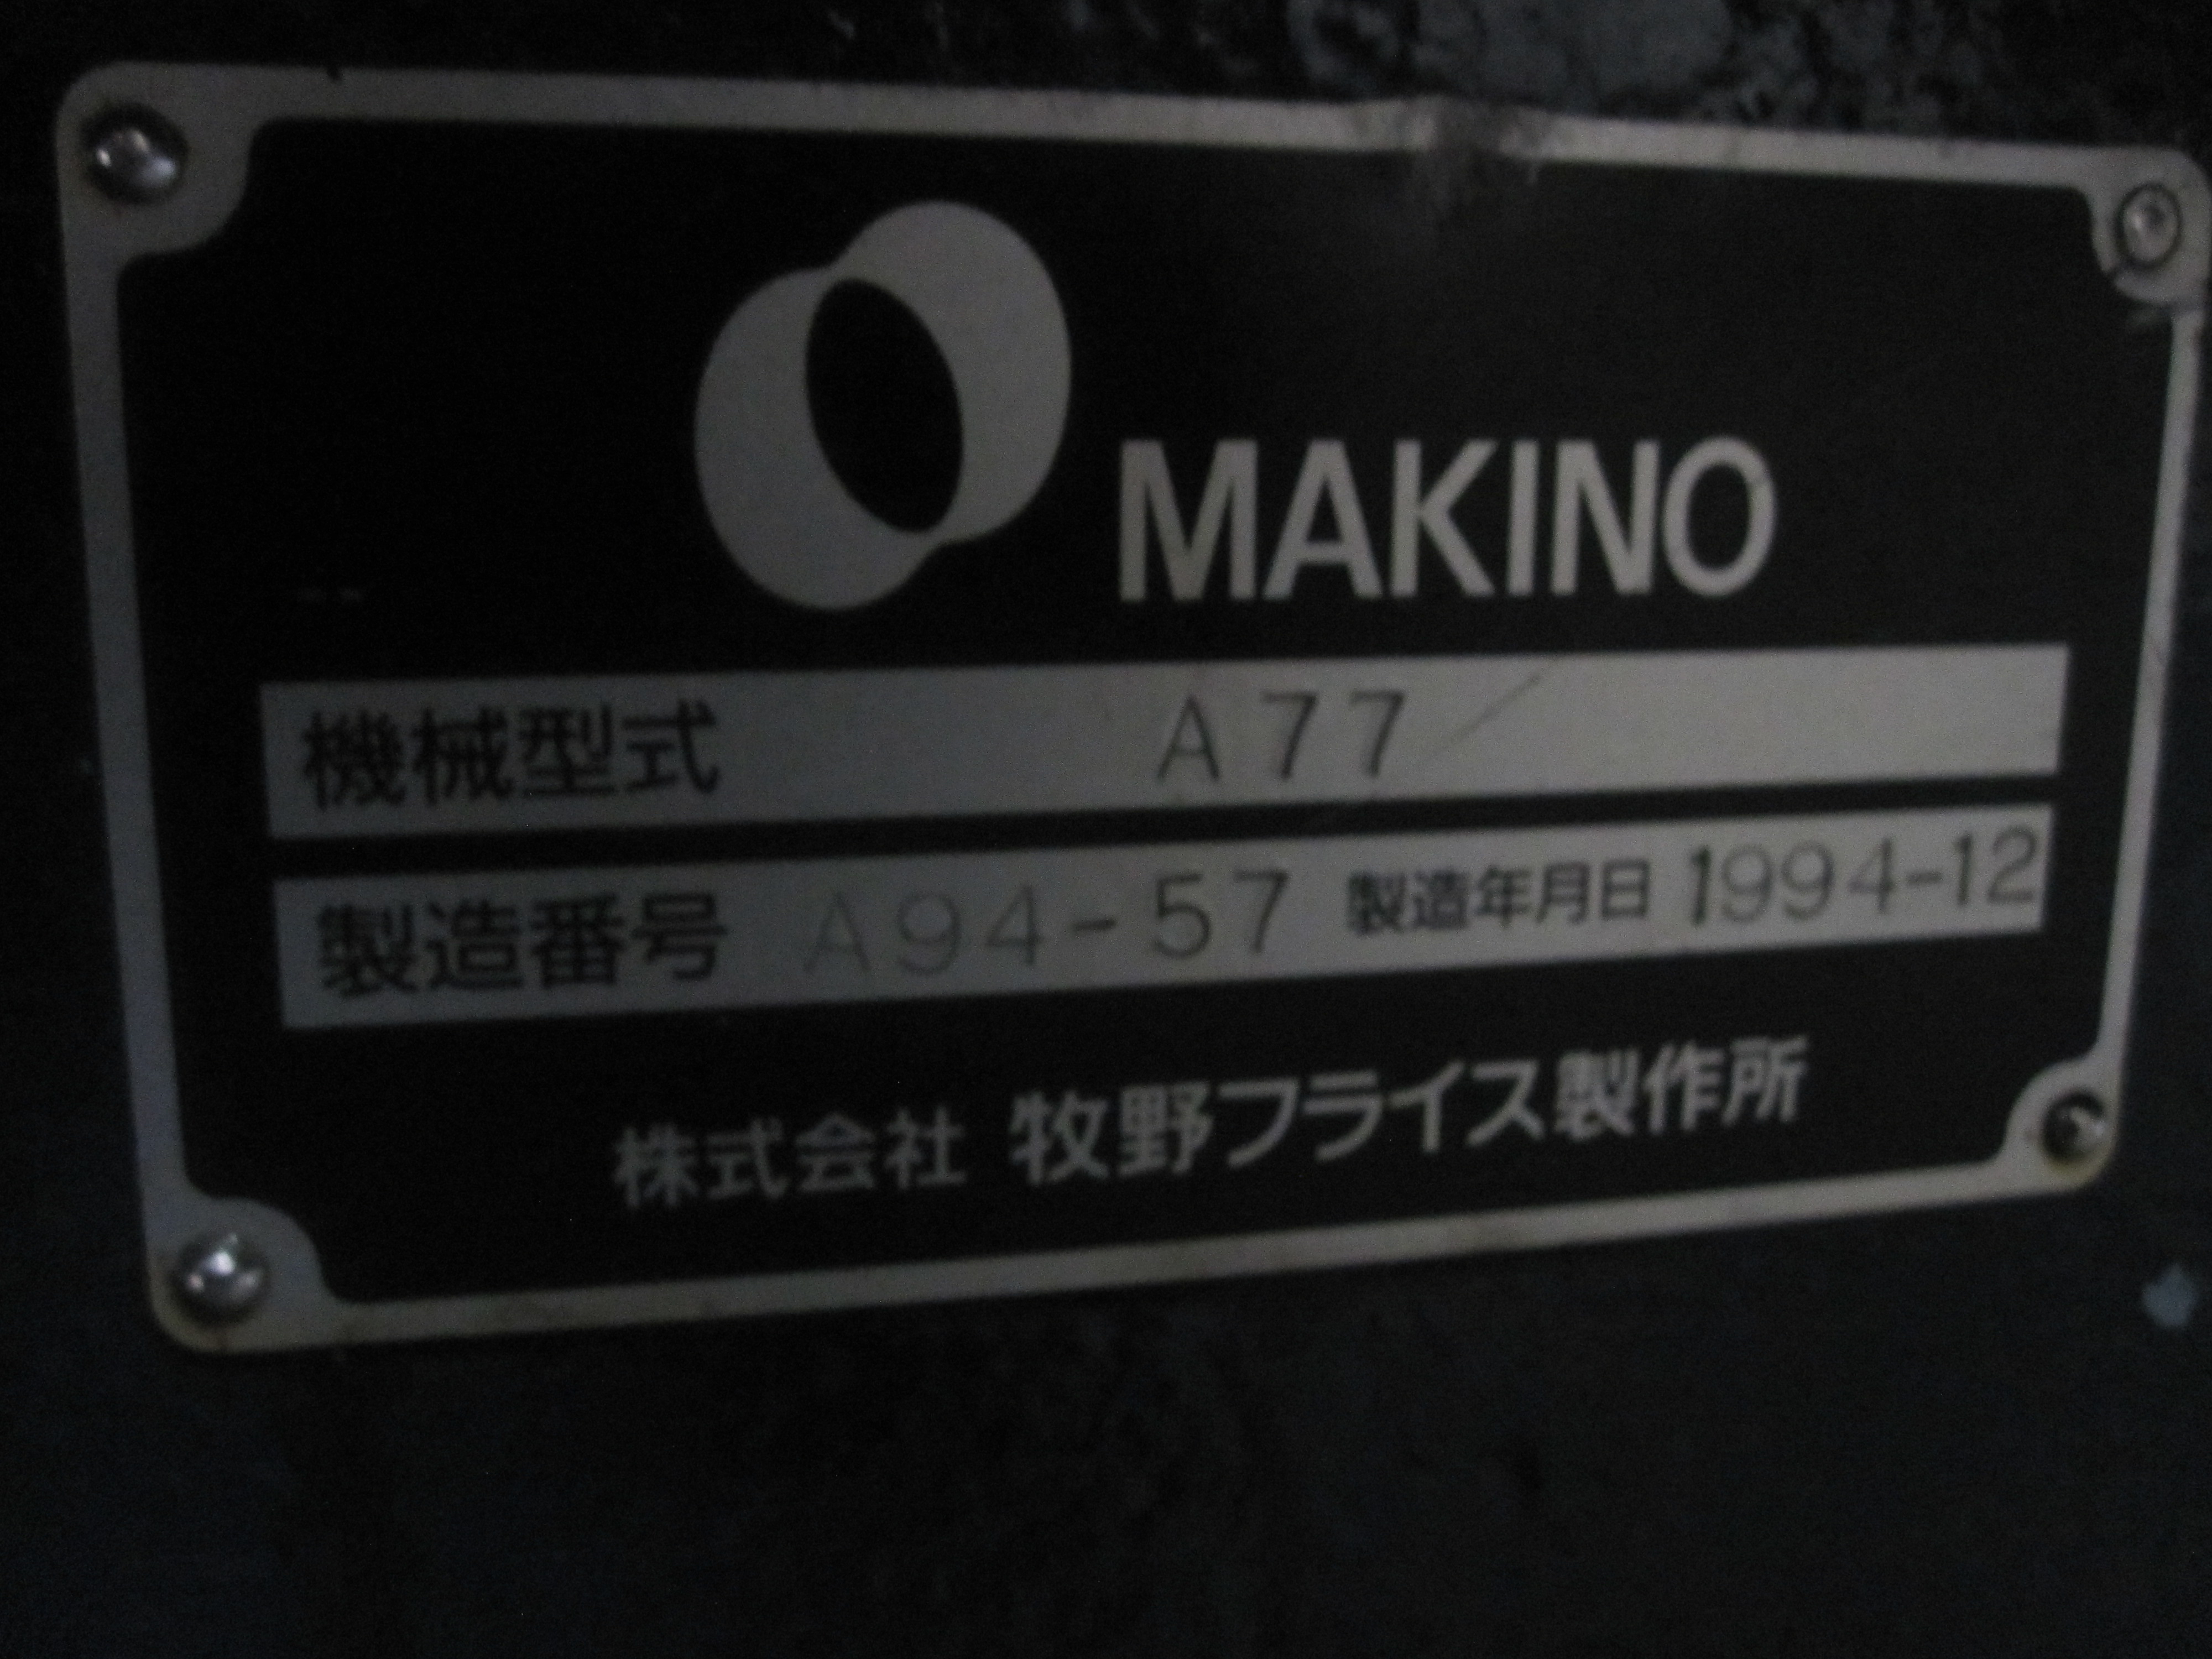 MAKINO
機械型式 A77
製造番号 A94-57 製造年月日 1994-12
株式会社 牧野フライス製作所